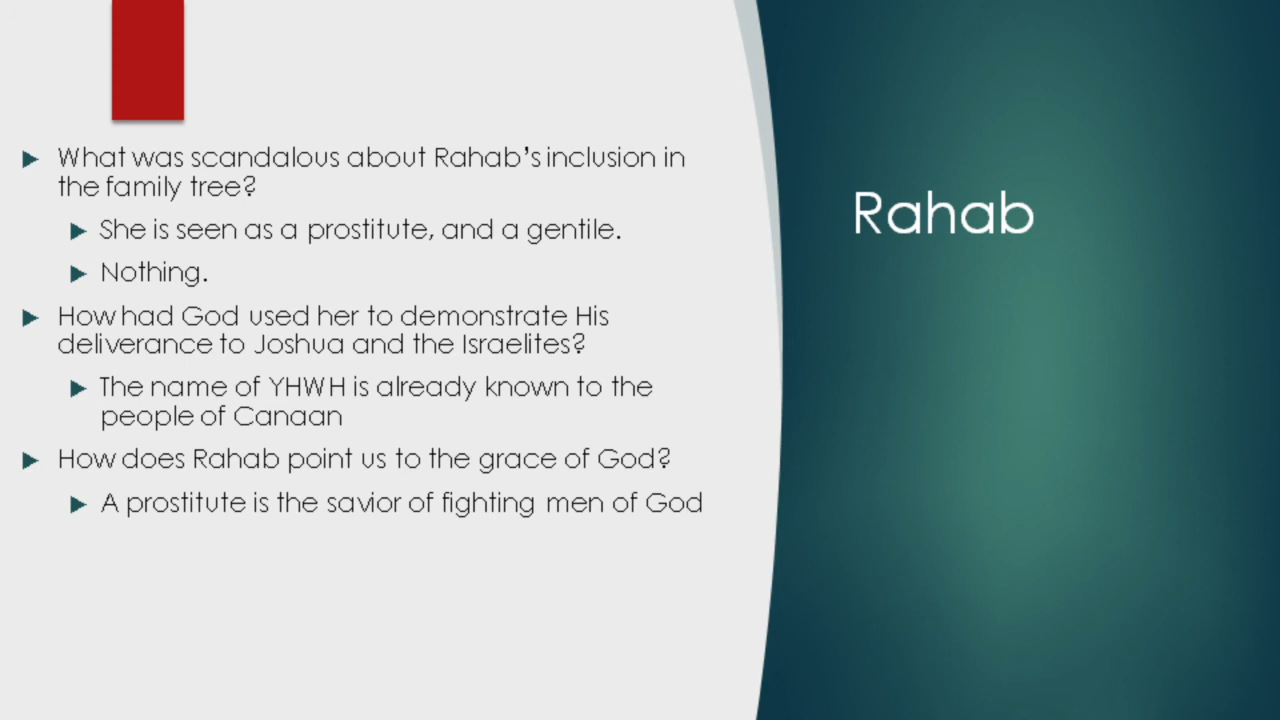 What was scandalous about Rahab's inclusion in
the family tree?
She is seen as a prostitute, and a gentile.
Nothing.
How had God used her to demonstrate His
deliverance to Joshua and the Israelites?
The name of YHWH is already known to the
people of Canaan
How does Rahab point us to the grace of God?
A prostitute is the savior of fighting men of God
Rahab